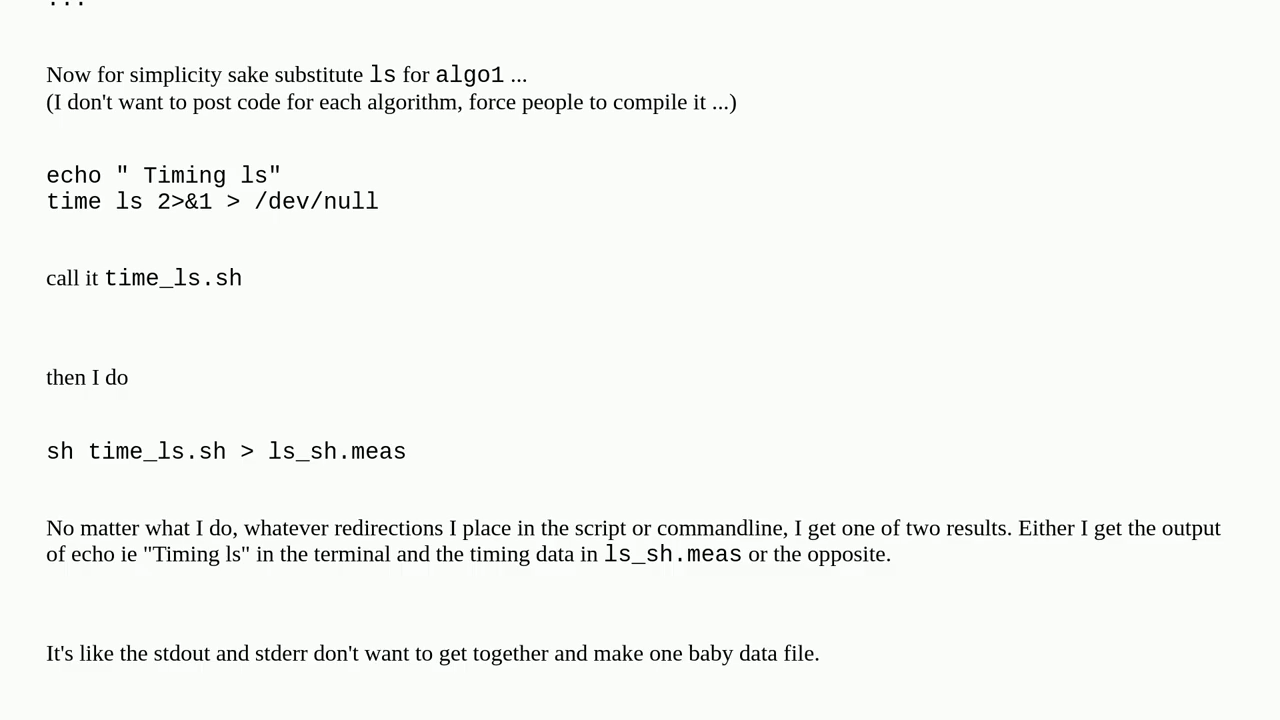 ...
Now for simplicity sake substitute ls for algo1 ...
(I don't want to post code for each algorithm, force people to compile it ...)
echo " Timing ls"
time ls 2>&1 > /dev/null
call it time_ls.sh
then I do
sh time_ls.sh > ls_sh.meas
No matter what I do, whatever redirections I place in the script or commandline, I get one of two results. Either I get the output
of echo ie "Timing ls" in the terminal and the timing data in ls_sh.meas or the opposite.
It's like the stdout and stderr don't want to get together and make one baby data file.